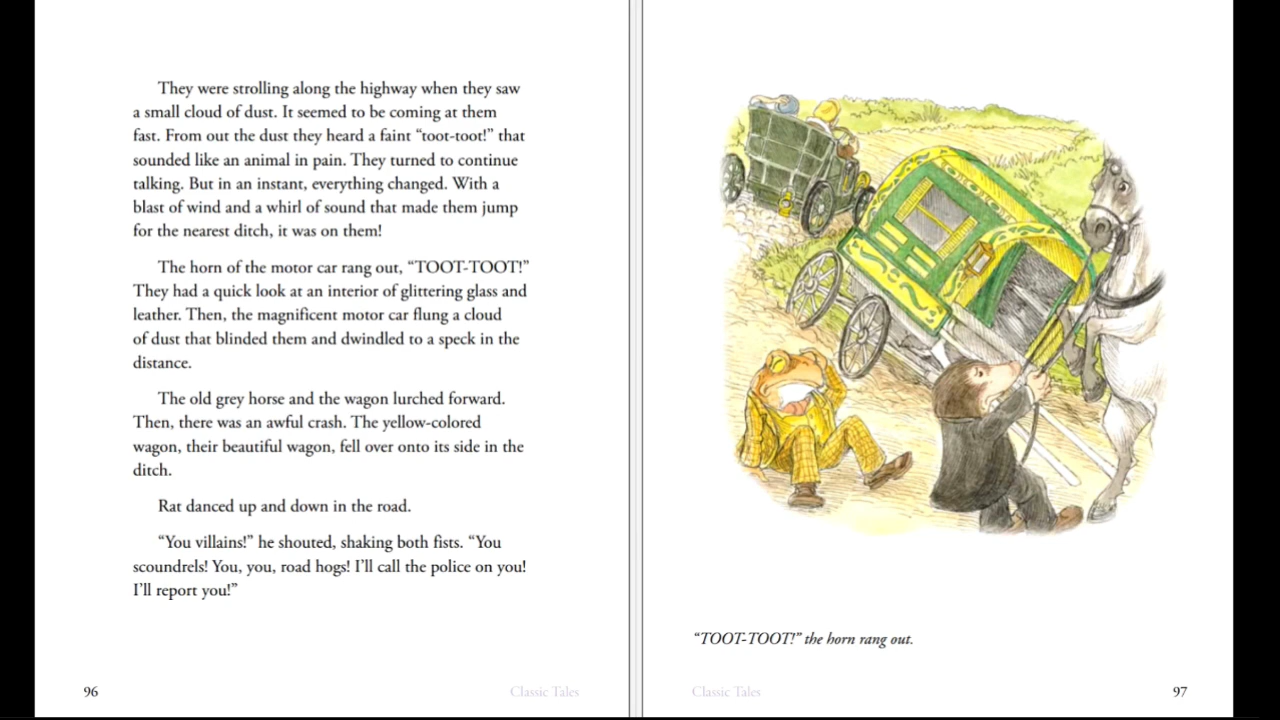 They were strolling along the highway when they saw
a small cloud of dust. It seemed to be coming at them
fast. From out the dust they heard a faint “toot-toot!” that
sounded like an animal in pain. They turned to continue
talking. But in an instant, everything changed. With a
blast of wind and a whirl of sound that made them jump
for the nearest ditch, it was on them!
The horn of the motor car rang out, “TOOT-TOOT!”
They had a quick look at an interior of glittering glass and
leather. Then, the magnificent motor car flung a cloud
of dust that blinded them and dwindled to a speck in the
distance.
The old grey horse and the wagon lurched forward.
Then, there was an awful crash. The yellow-colored
wagon, their beautiful wagon, fell over onto its side in the
ditch.
Rat danced up and down in the road.
“You villains!” he shouted, shaking both fists. “You
scoundrels! You, you, road hogs! I’ll call the police on you!
I’ll report you!”
96
Classic Tales
“TOOT-TOOT!” the horn rang out.
Classic Tales
97